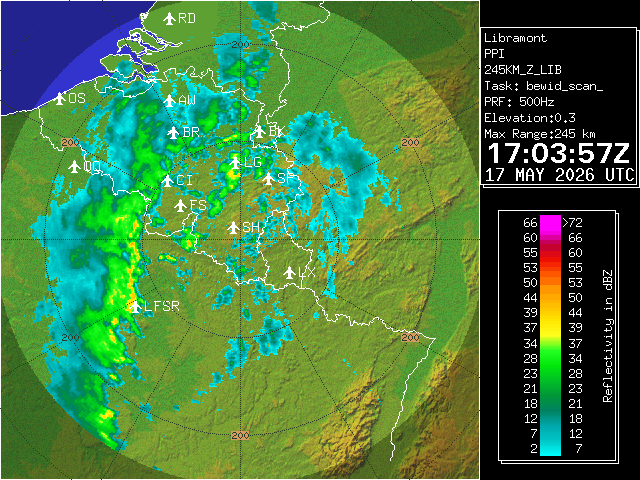 RD
200
OS
AW
BR
BK
200
200
LG
CI
SP
FS
SH
LX
LFSR
200
200
200
Libramont
PPI
245KM_Z_LIB
Task: bewid_scan_
PRF: 500Hz
Elevation:0.3
Max Range:245 km
17:03:57Z
17 MAY 2026 UTC
66 >72
60 66
55 60
53 55
50 53
44 50
42 44
39 42
37 39
34 37
28 34
23 28
21 23
18 21
12 18
7 12
2 7
Reflectivity in dBZ